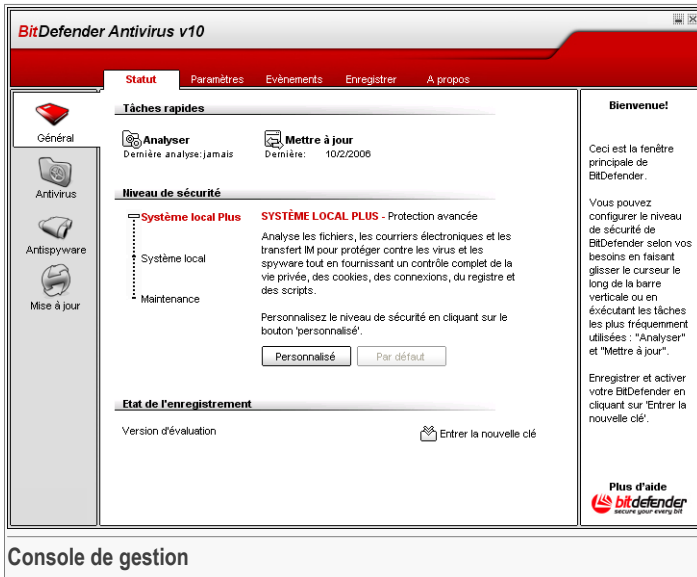 BitDefender Antivirus v10
Statut
Paramètres
Evènements
Enregistrer
A propos
Général
Antivirus
Antispyware
Mise à jour
Tâches rapides
Analyser
Dernière analyse:jamais
Mettre à jour
Dernière: 10/2/2006
Niveau de sécurité
Système local Plus
Système local
Maintenance
SYSTÈME LOCAL PLUS - Protection avancée
Analyse les fichiers, les courriers électroniques et les
transfert IM pour protéger contre les virus et les
spyware tout en fournissant un contrôle complet de la
vie privée, des cookies, des connexions, du registre et
des scripts.
Personnalisez le niveau de sécurité en cliquant sur le
bouton 'personnalisé'.
Personnalisé
Par défaut
Etat de l'enregistrement
Version d'évaluation
Entrer la nouvelle clé
Bienvenue!
Ceci est la fenêtre
principale de
BitDefender.
Vous pouvez
configurer le niveau
de sécurité de
BitDefender selon vos
besoins en faisant
glisser le curseur le
long de la barre
verticale ou en
éxécutant les tâches
les plus fréquemment
utilisées : "Analyser"
et "Mettre à jour".
Enregistrer et activer
votre BitDefender en
cliquant sur 'Entrer la
nouvelle clé'.
Plus d'aide
bitdefender
secure your every bit
Console de gestion